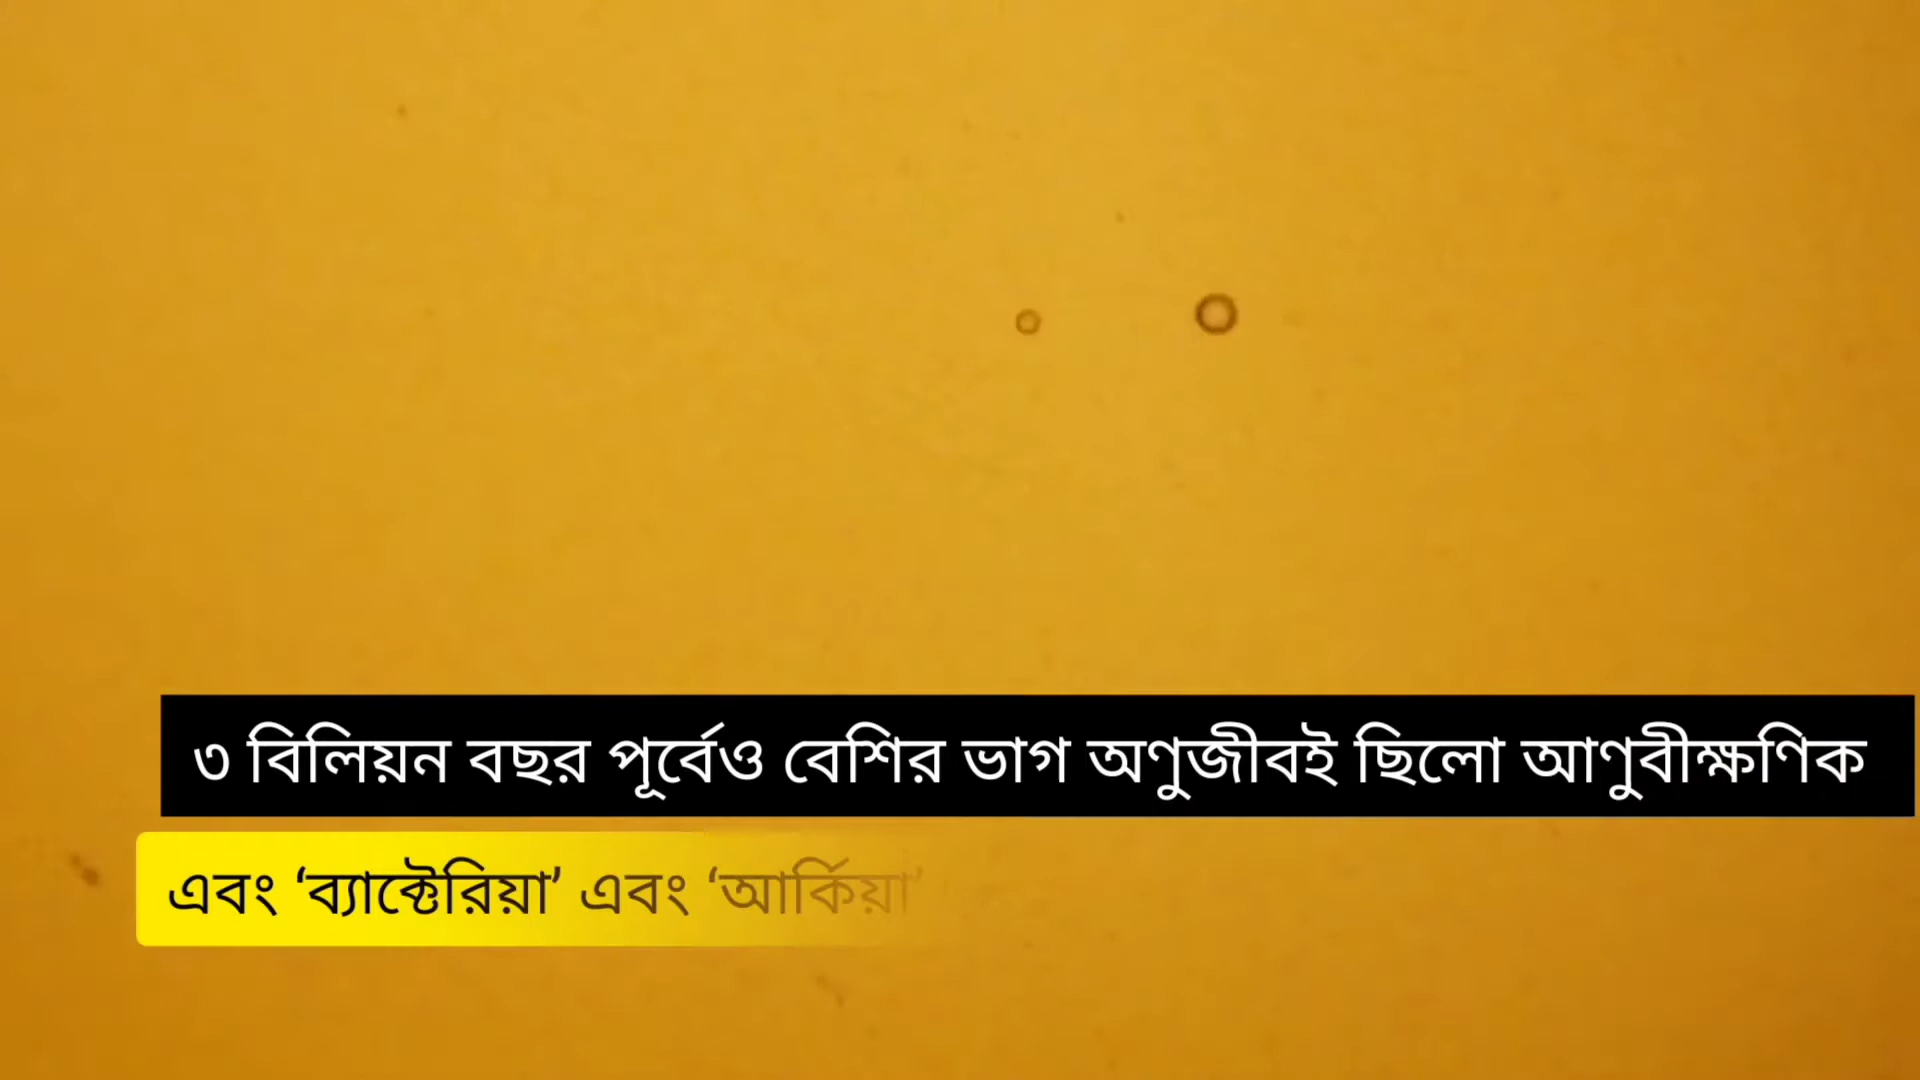 ৩ বিলিয়ন বছর পূর্বেও বেশির ভাগ অণুজীবই ছিলো আণুবীক্ষণিক
এবং ‘ব্যাক্টেরিয়া’ এবং ‘আর্কিয়া’